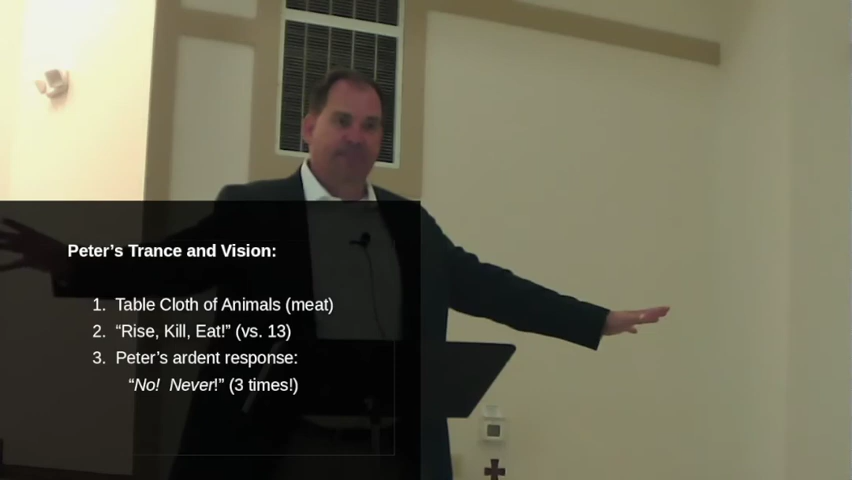 Peter’s Trance and Vision:
1. Table Cloth of Animals (meat)
2. “Rise, Kill, Eat!” (vs. 13)
3. Peter’s ardent response:
“No! Never!” (3 times!)